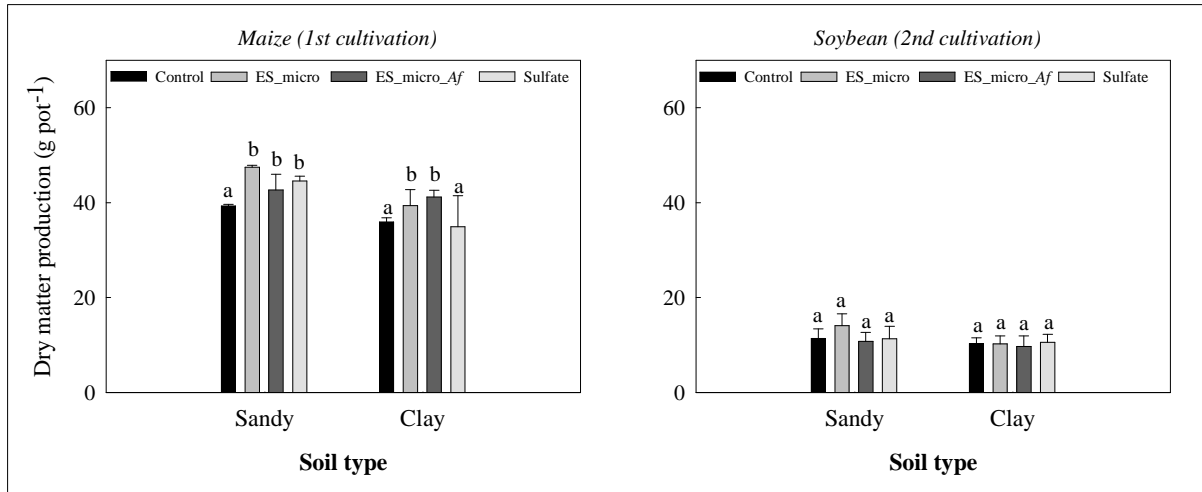 Maize (1st cultivation)
Control ES_micro ES_micro_Af Sulfate
Dry matter production (g pot-1)
60
40
20
0
a b b b
a b b a
Sandy Clay
Soil type
Soybean (2nd cultivation)
Control ES_micro ES_micro_Af Sulfate
60
40
20
0
a a a a
a a a a
Sandy Clay
Soil type